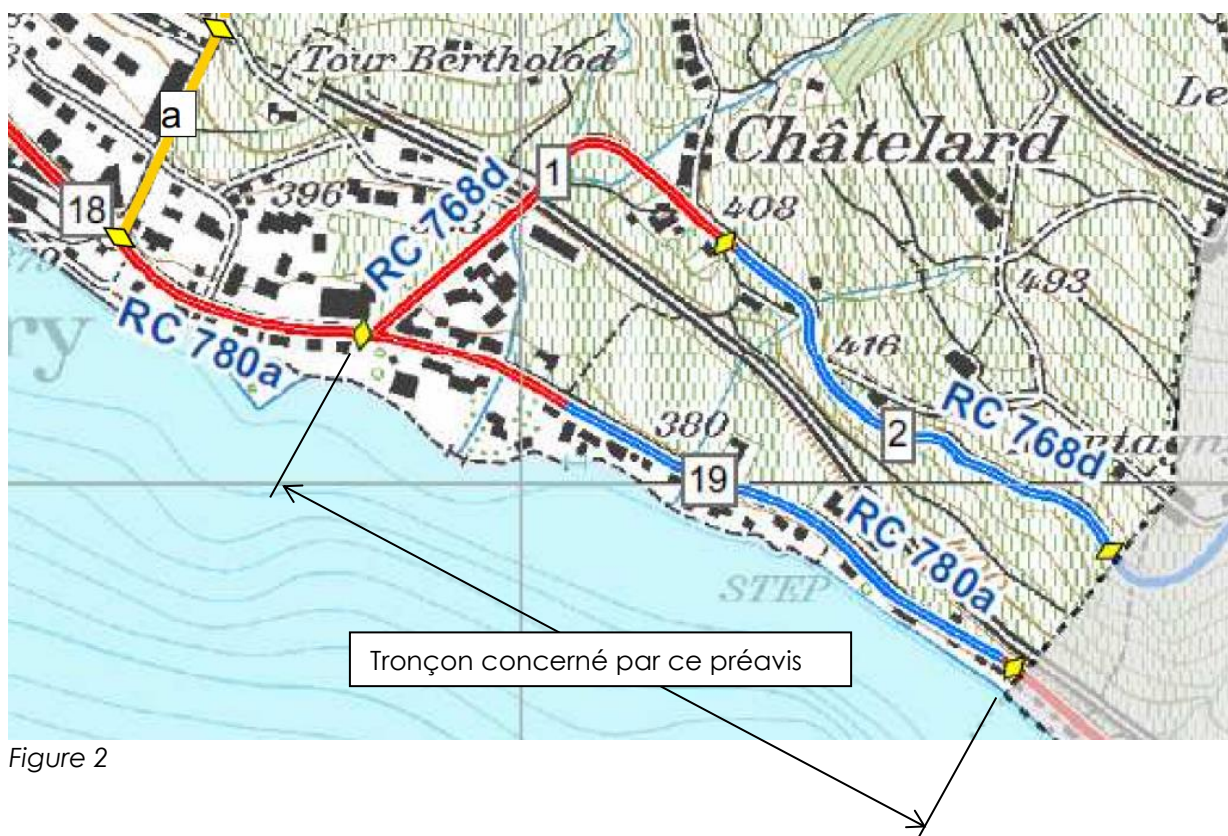 Tour Bertholod
Le
a
Châtelard
1
18
396
RC 768d
408
493
RC 780a
ry
416
380
2
RC 768d
19
RC 780a
STEP
Tronçon concerné par ce préavis
Figure 2